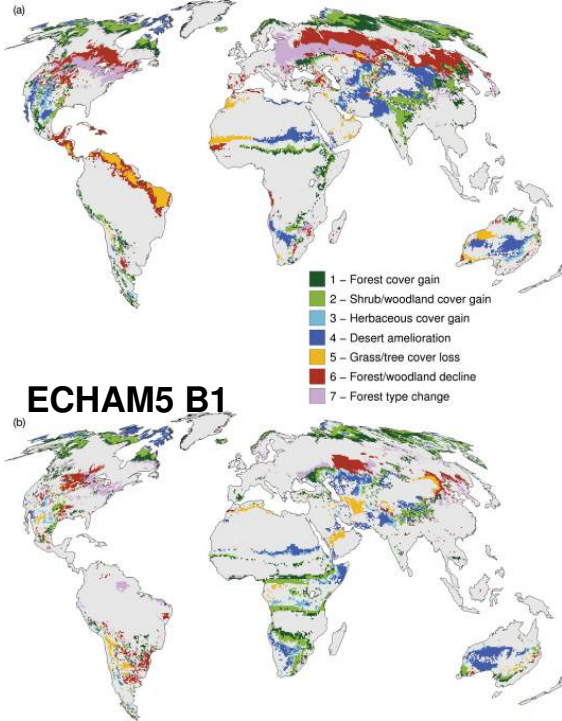 (a)
1 – Forest cover gain
2 – Shrub/woodland cover gain
3 – Herbaceous cover gain
4 – Desert amelioration
5 – Grass/tree cover loss
6 – Forest/woodland decline
7 – Forest type change
ECHAM5 B1
(b)